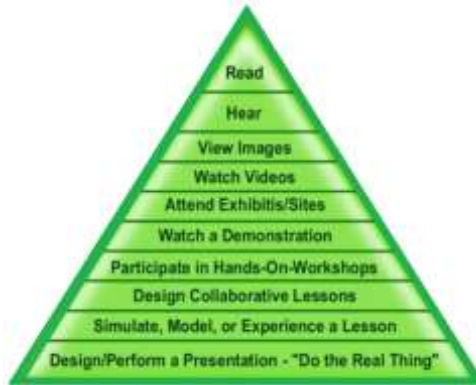 Read
Hear
View Images
Watch Videos
Attend Exhibitis/Sites
Watch a Demonstration
Participate in Hands-On-Workshops
Design Collaborative Lessons
Simulate, Model, or Experience a Lesson
Design/Perform a Presentation - "Do the Real Thing"